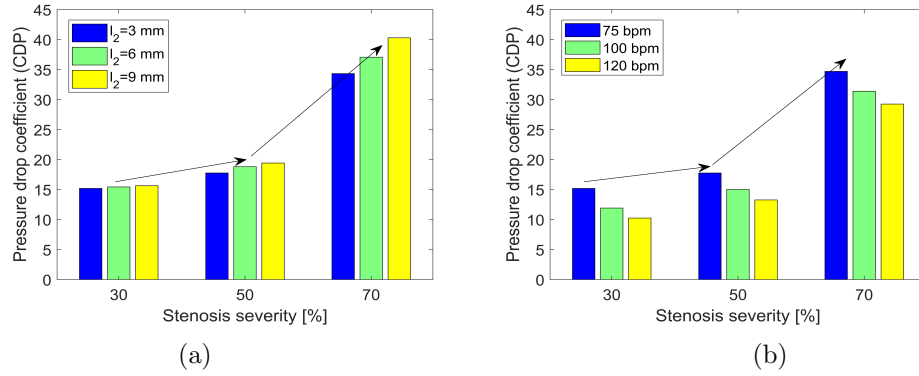 45
40
35
30
25
20
15
10
5
0
Pressure drop coefficient (CDP)
l2=3 mm
l2=6 mm
l2=9 mm
30 50 70
Stenosis severity [%]
(a)
45
40
35
30
25
20
15
10
5
0
Pressure drop coefficient (CDP)
75 bpm
100 bpm
120 bpm
30 50 70
Stenosis severity [%]
(b)